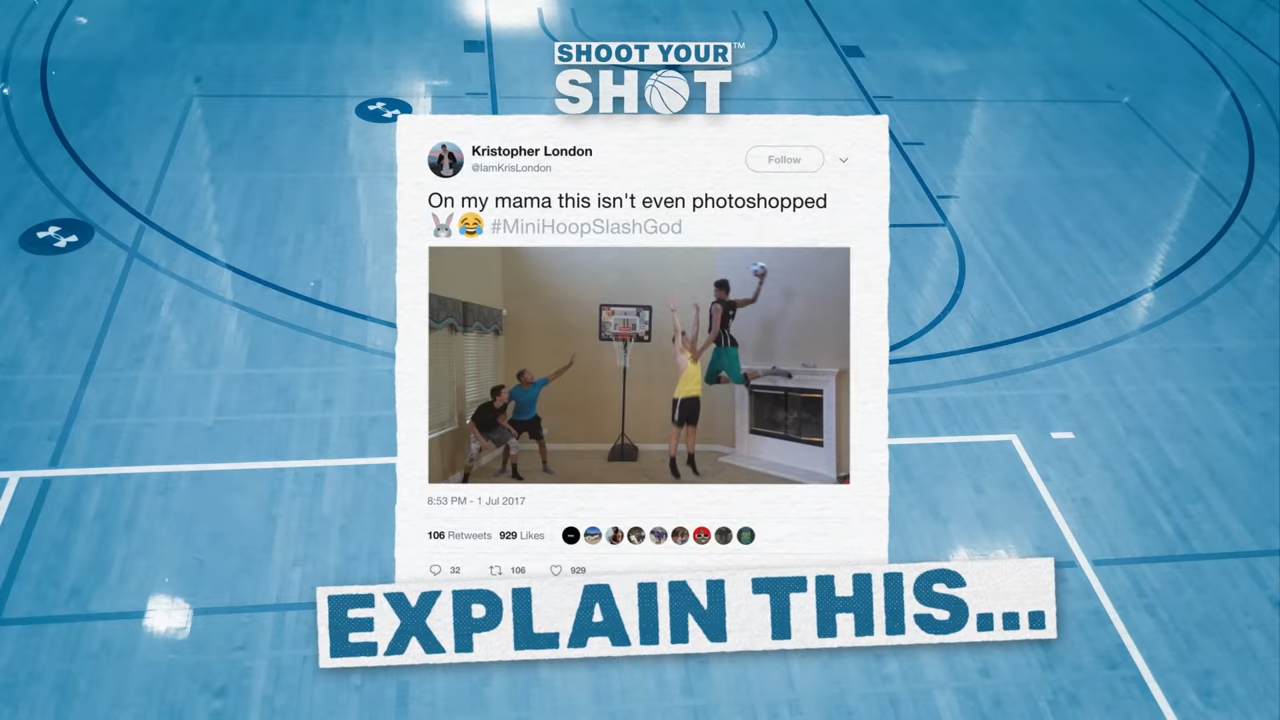 SHOOT YOUR™
SHOT
Kristopher London
@IamKrisLondon
Follow
On my mama this isn't even photoshopped
🐰😂 #MiniHoopSlashGod
8:53 PM - 1 Jul 2017
106 Retweets 929 Likes
32 106 929
EXPLAIN THIS...